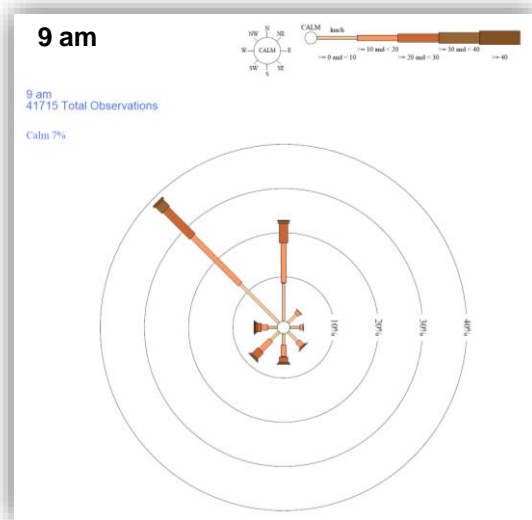 9 am
N
NW NE
W CALM E
SW SE
S
CALM km/h
>= 10 and < 20 >= 30 and < 40
>= 0 and < 10 >= 20 and < 30 >= 40
9 am
41715 Total Observations
Calm 7%
10% 20% 30% 40%